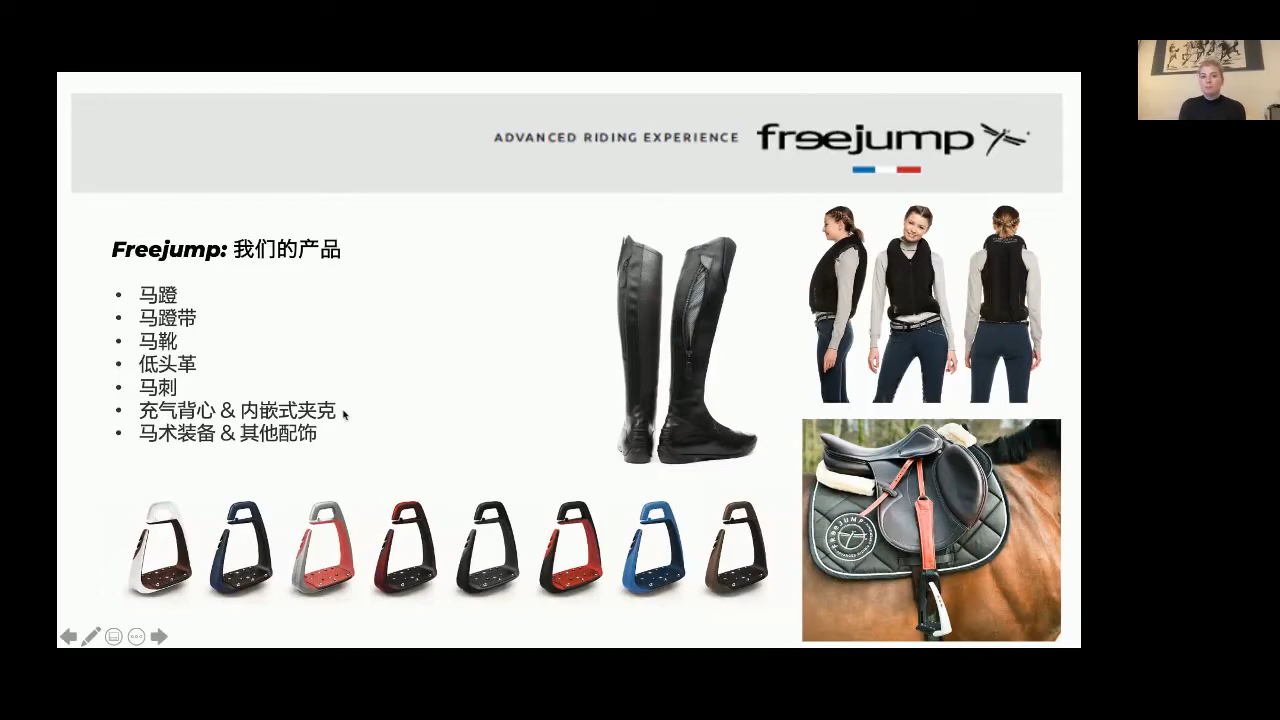 ADVANCED RIDING EXPERIENCE freejump
Freejump: 我们的产品
• 马蹬
• 马蹬带
• 马靴
• 低头革
• 马刺
• 充气背心 & 内嵌式夹克
• 马术装备 & 其他配饰
FREEJUMP